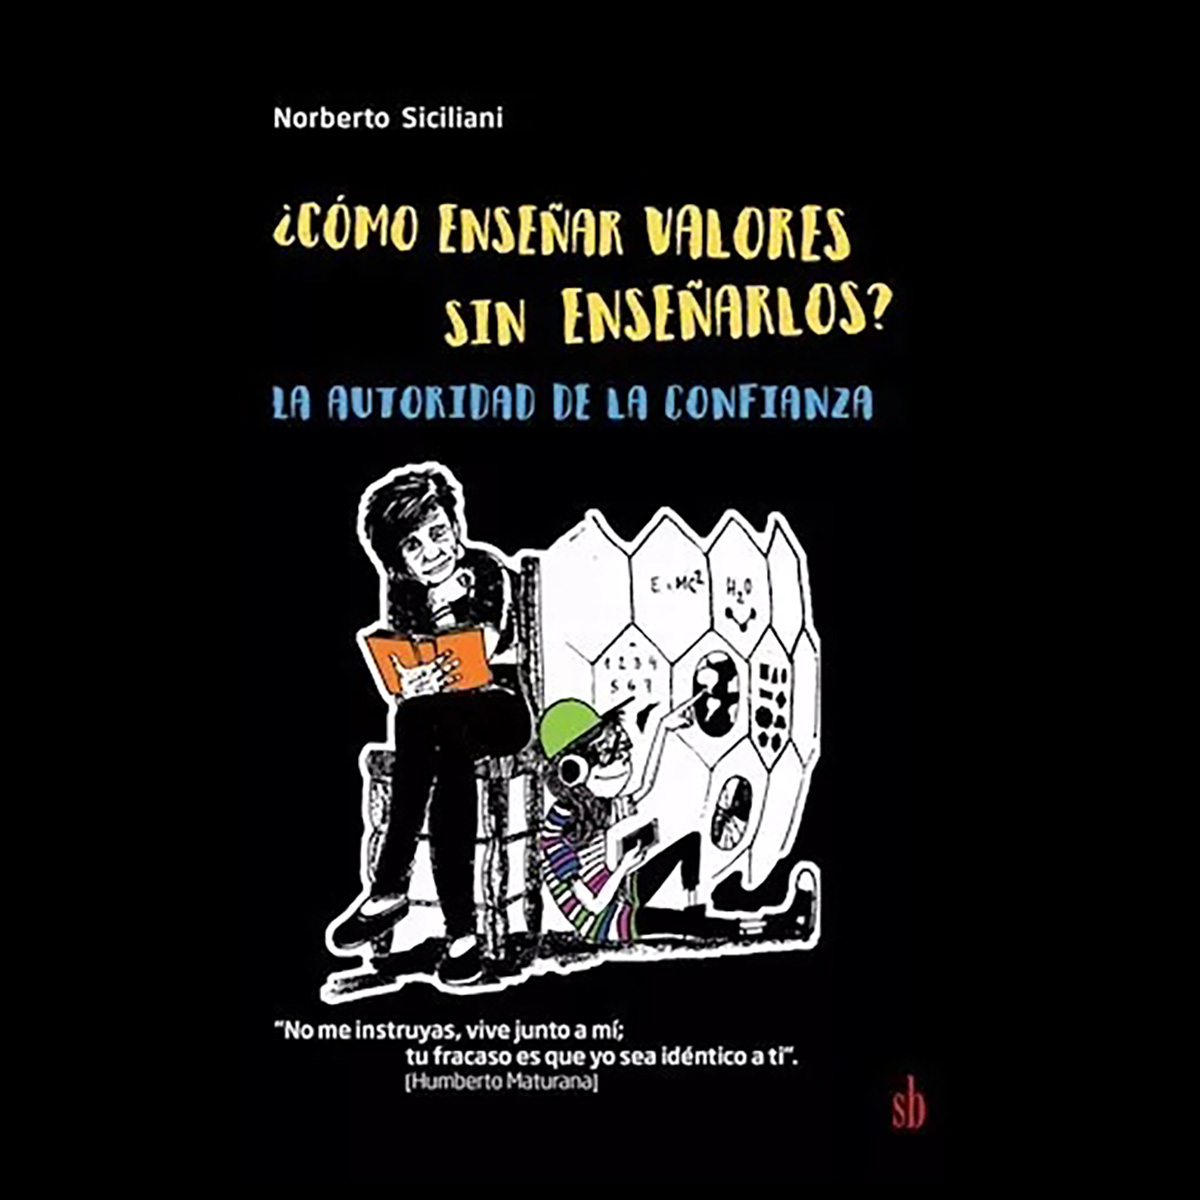 Norberto Siciliani
¿CÓMO ENSEÑAR VALORES
SIN ENSEÑARLOS?
LA AUTORIDAD DE LA CONFIANZA
E=MC²
H₂O
1 2 3 4
5 6 7
"No me instruyas, vive junto a mí;
tu fracaso es que yo sea idéntico a ti".
[Humberto Maturana]
sb